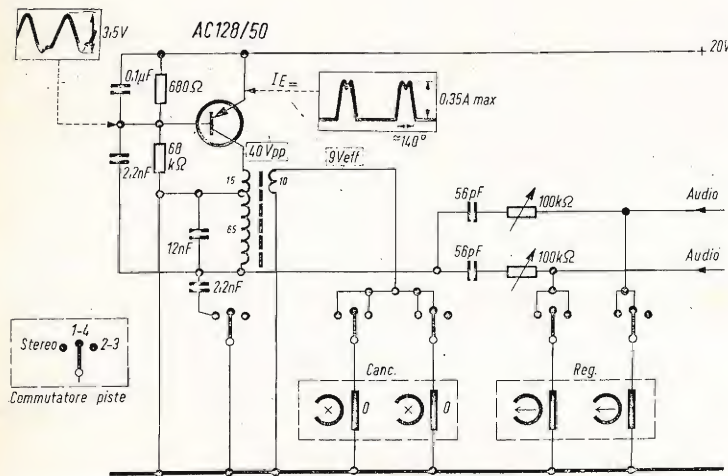 3,5V
AC128/50
+ 20V
0,1µF
680Ω
IE=
0,35A max
≃140°
68
kΩ
40Vpp
9Veff
2,2nF
15
10
65
56pF
100kΩ
Audio
12nF
56pF
100kΩ
Audio
2,2nF
1-4
Stereo
2-3
Commutatore piste
Canc.
Reg.
0
0